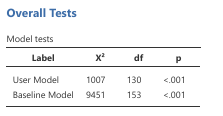 Overall Tests
Model tests
Label X² df p
User Model 1007 130 <.001
Baseline Model 9451 153 <.001